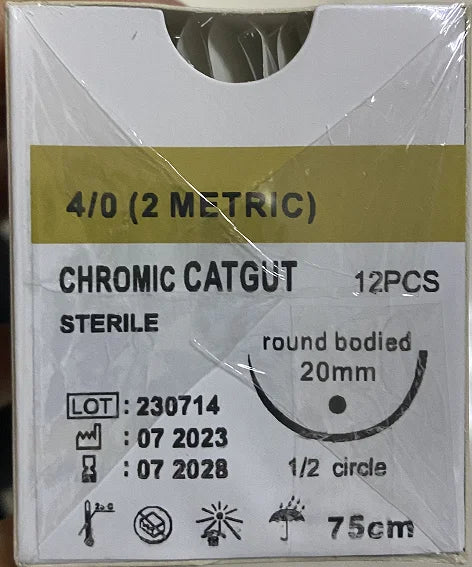 4/0 (2 METRIC)
CHROMIC CATGUT 12PCS
STERILE
round bodied
20mm
LOT : 230714
: 07 2023
: 07 2028
1/2 circle
75cm